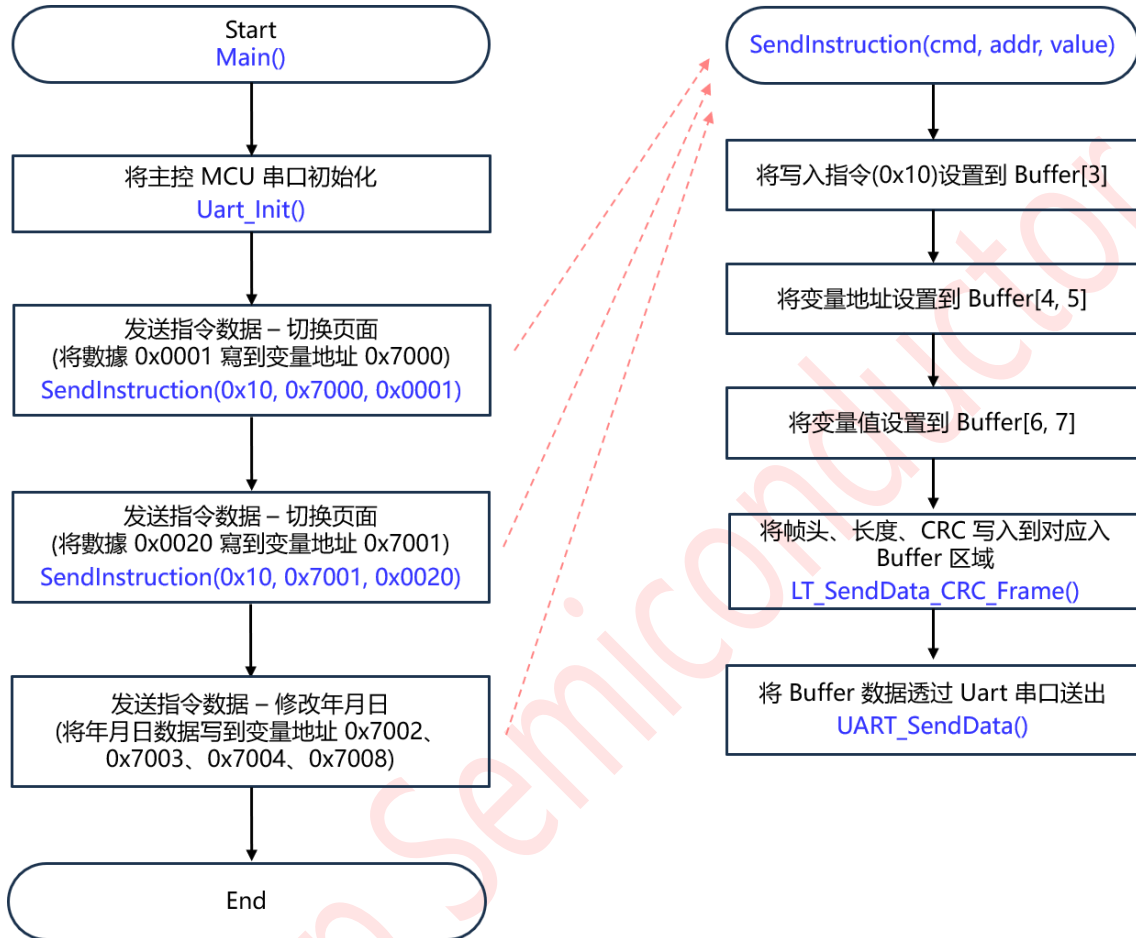 Start
Main()
将主控 MCU 串口初始化
Uart_Init()
发送指令数据 – 切换页面
(将數據 0x0001 寫到变量地址 0x7000)
SendInstruction(0x10, 0x7000, 0x0001)
发送指令数据 – 切换页面
(将數據 0x0020 寫到变量地址 0x7001)
SendInstruction(0x10, 0x7001, 0x0020)
发送指令数据 – 修改年月日
(将年月日数据写到变量地址 0x7002、
0x7003、0x7004、0x7008)
End
SendInstruction(cmd, addr, value)
将写入指令(0x10)设置到 Buffer[3]
将变量地址设置到 Buffer[4, 5]
将变量值设置到 Buffer[6, 7]
将帧头、长度、CRC 写入到对应入
Buffer 区域
LT_SendData_CRC_Frame()
将 Buffer 数据透过 Uart 串口送出
UART_SendData()
Semiconductor